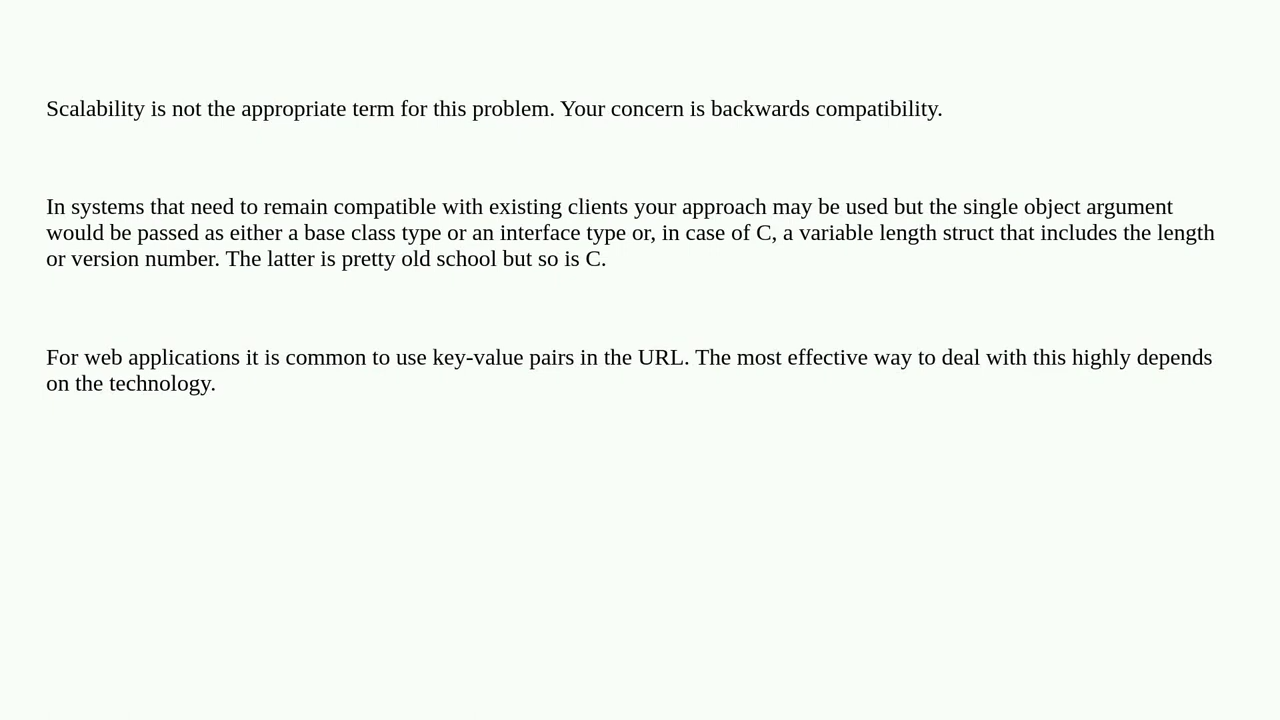 Scalability is not the appropriate term for this problem. Your concern is backwards compatibility.
In systems that need to remain compatible with existing clients your approach may be used but the single object argument
would be passed as either a base class type or an interface type or, in case of C, a variable length struct that includes the length
or version number. The latter is pretty old school but so is C.
For web applications it is common to use key-value pairs in the URL. The most effective way to deal with this highly depends
on the technology.